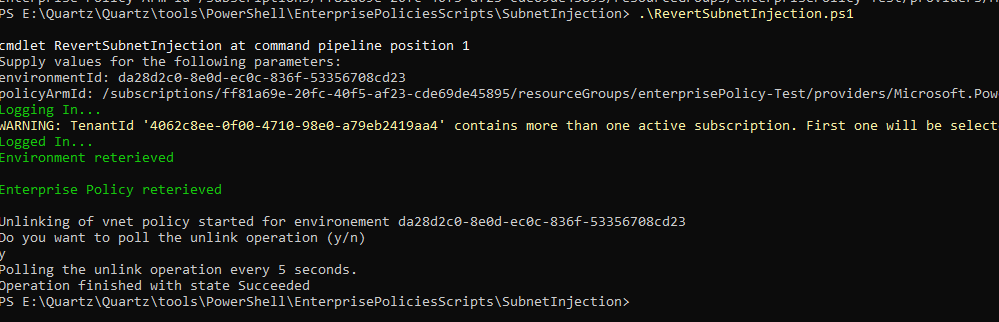 PS E:\Quartz\Quartz\tools\PowerShell\EnterprisePoliciesScripts\SubnetInjection> .\RevertSubnetInjection.ps1
cmdlet RevertSubnetInjection at command pipeline position 1
Supply values for the following parameters:
environmentId: da28d2c0-8e0d-ec0c-836f-53356708cd23
policyArmId: /subscriptions/ff81a69e-20fc-40f5-af23-cde69de45895/resourceGroups/enterprisePolicy-Test/providers/Microsoft.Pow
Logging In...
WARNING: TenantId '4062c8ee-0f00-4710-98e0-a79eb2419aa4' contains more than one active subscription. First one will be select
Logged In...
Environment reterieved
Enterprise Policy reterieved
Unlinking of vnet policy started for environement da28d2c0-8e0d-ec0c-836f-53356708cd23
Do you want to poll the unlink operation (y/n)
y
Polling the unlink operation every 5 seconds.
Operation finished with state Succeeded
PS E:\Quartz\Quartz\tools\PowerShell\EnterprisePoliciesScripts\SubnetInjection>